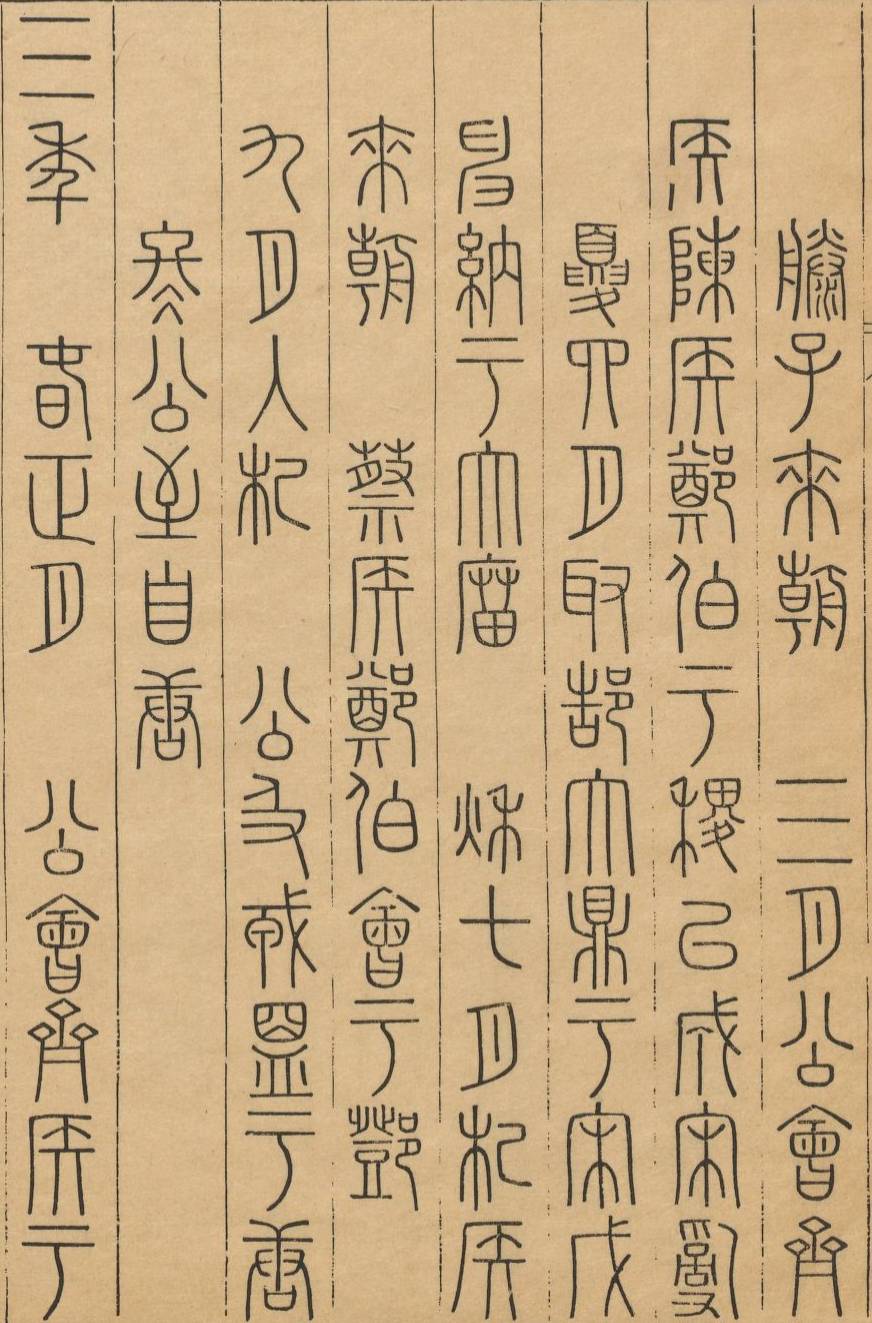 滕子來朝　三月公會齊
侯陳侯鄭伯于稷以成宋亂
夏四月取郜大鼎于宋戊
申納于大廟　秋七月杞侯
來朝　蔡侯鄭伯會于鄧
九月入杞　公及戎盟于唐
冬公至自唐
三年　春正月　公會齊侯于